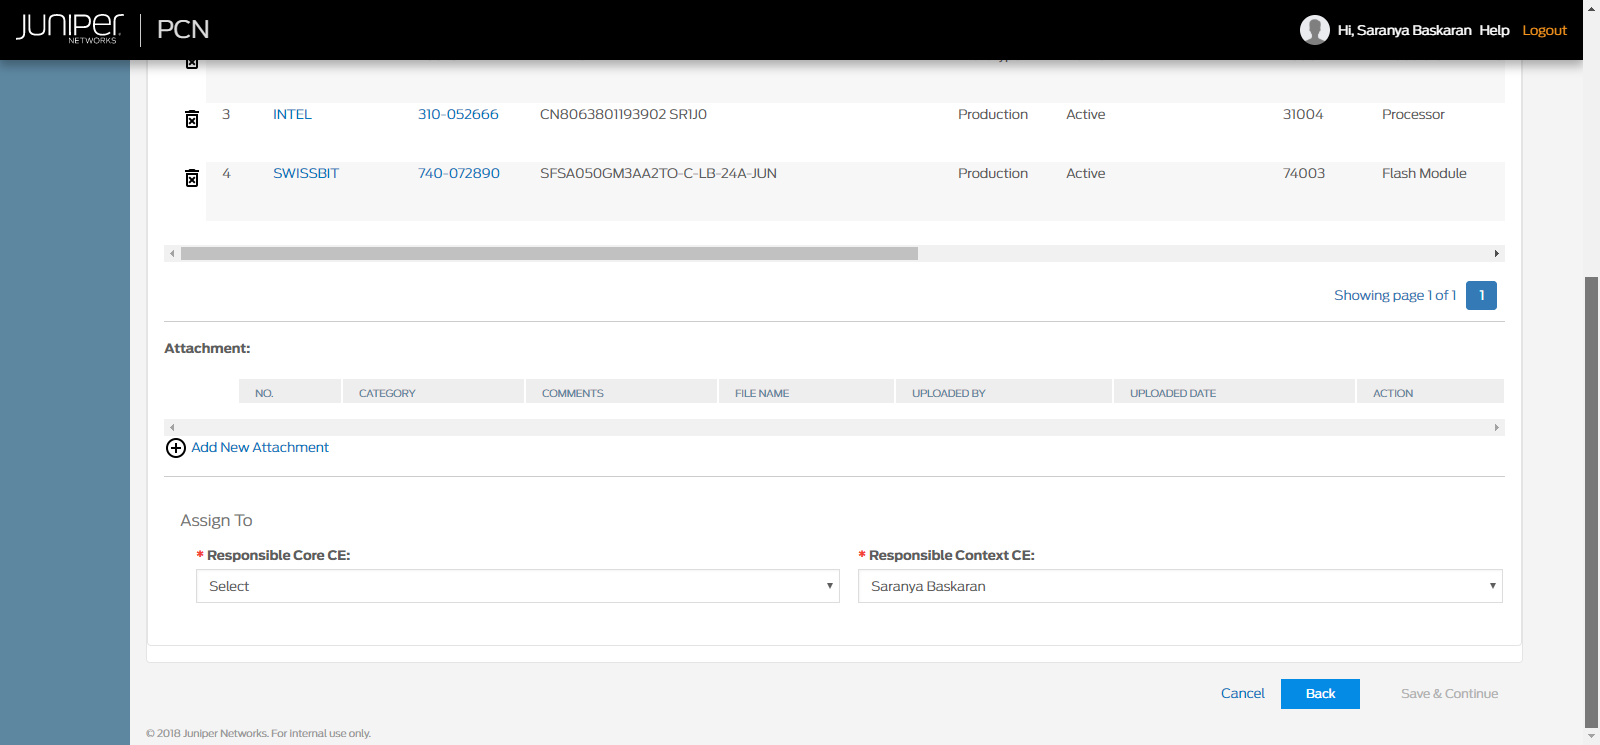 JUNIPER NETWORKS PCN Hi, Saranya Baskaran Help Logout
3 INTEL 310-052666 CN8063801193902 SR1J0 Production Active 31004 Processor
4 SWISSBIT 740-072890 SFSA050GM3AA2TO-C-LB-24A-JUN Production Active 74003 Flash Module
Showing page 1 of 1 1
Attachment:
NO. CATEGORY COMMENTS FILE NAME UPLOADED BY UPLOADED DATE ACTION
Add New Attachment
Assign To
* Responsible Core CE: * Responsible Context CE:
Select Saranya Baskaran
Cancel Back Save & Continue
© 2018 Juniper Networks. For internal use only.